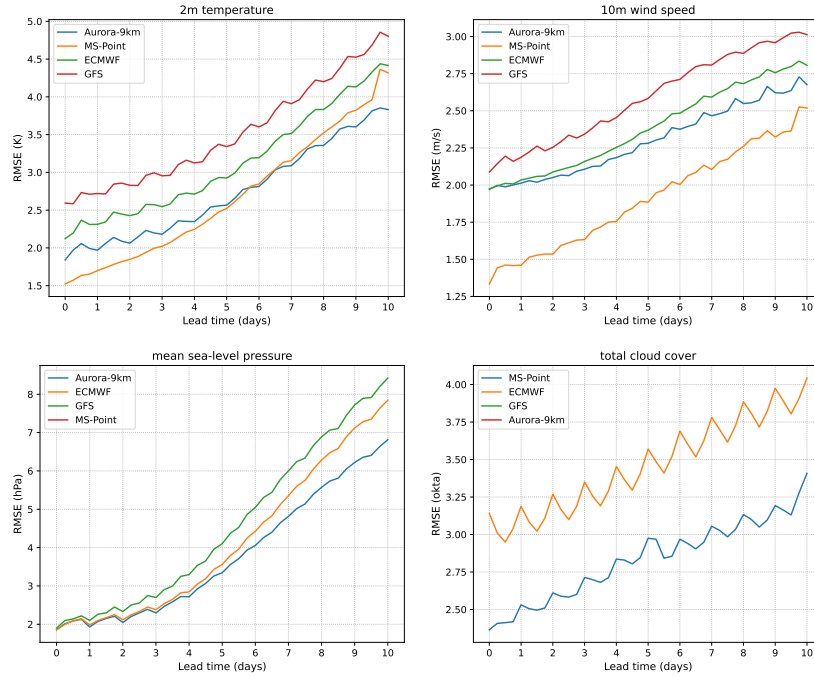 2m temperature
Aurora-9km
MS-Point
ECMWF
GFS
5.0
4.5
4.0
3.5
3.0
2.5
2.0
1.5
RMSE (K)
0 1 2 3 4 5 6 7 8 9 10
Lead time (days)
10m wind speed
Aurora-9km
MS-Point
ECMWF
GFS
3.00
2.75
2.50
2.25
2.00
1.75
1.50
1.25
RMSE (m/s)
0 1 2 3 4 5 6 7 8 9 10
Lead time (days)
mean sea-level pressure
Aurora-9km
ECMWF
GFS
MS-Point
8
7
6
5
4
3
2
RMSE (hPa)
0 1 2 3 4 5 6 7 8 9 10
Lead time (days)
total cloud cover
MS-Point
ECMWF
GFS
Aurora-9km
4.00
3.75
3.50
3.25
3.00
2.75
2.50
RMSE (okta)
0 1 2 3 4 5 6 7 8 9 10
Lead time (days)